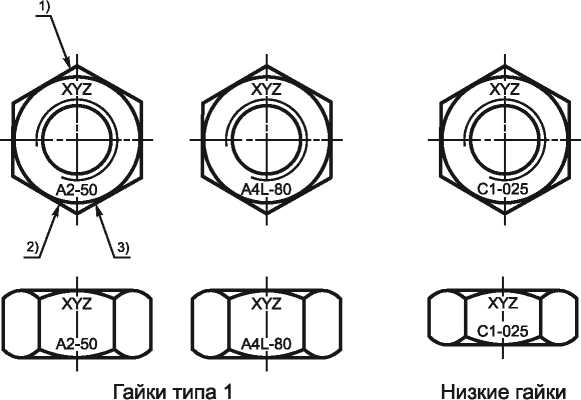 1)
XYZ XYZ XYZ
A2-50 A4L-80 C1-025
2) 3)
XYZ XYZ XYZ
A2-50 A4L-80 C1-025
Гайки типа 1 Низкие гайки